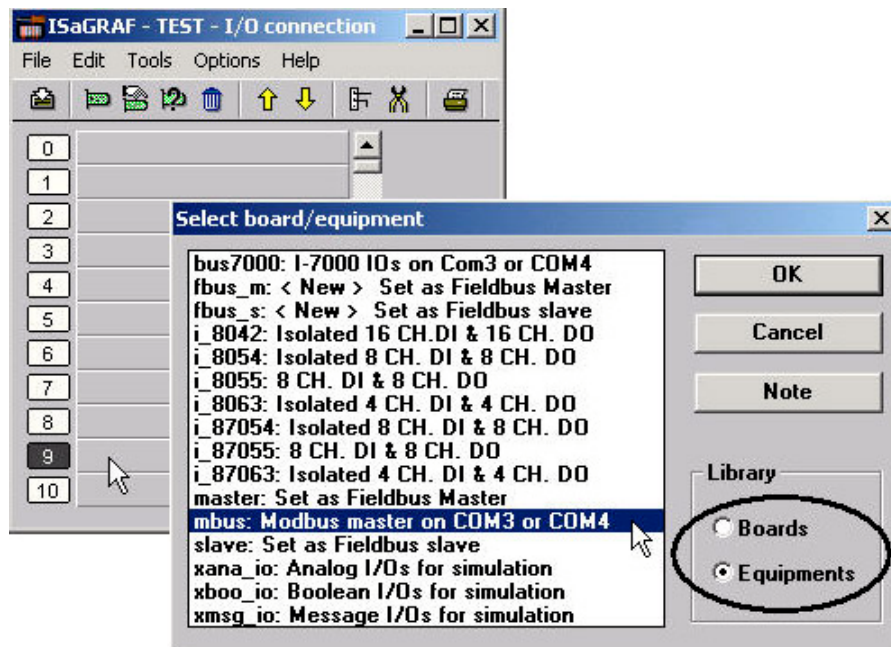 ISaGRAF - TEST - I/O connection
File Edit Tools Options Help
0
1
2
3
4
5
6
7
8
9
10
Select board/equipment
bus7000: I-7000 IOs on Com3 or COM4
fbus_m: < New > Set as Fieldbus Master
fbus_s: < New > Set as Fieldbus slave
i_8042: Isolated 16 CH.DI & 16 CH. DO
i_8054: Isolated 8 CH. DI & 8 CH. DO
i_8055: 8 CH. DI & 8 CH. DO
i_8063: Isolated 4 CH. DI & 4 CH. DO
i_87054: Isolated 8 CH. DI & 8 CH. DO
i_87055: 8 CH. DI & 8 CH. DO
i_87063: Isolated 4 CH. DI & 4 CH. DO
master: Set as Fieldbus Master
mbus: Modbus master on COM3 or COM4
slave: Set as Fieldbus slave
xana_io: Analog I/Os for simulation
xboo_io: Boolean I/Os for simulation
xmsg_io: Message I/Os for simulation
OK
Cancel
Note
Library
Boards
Equipments